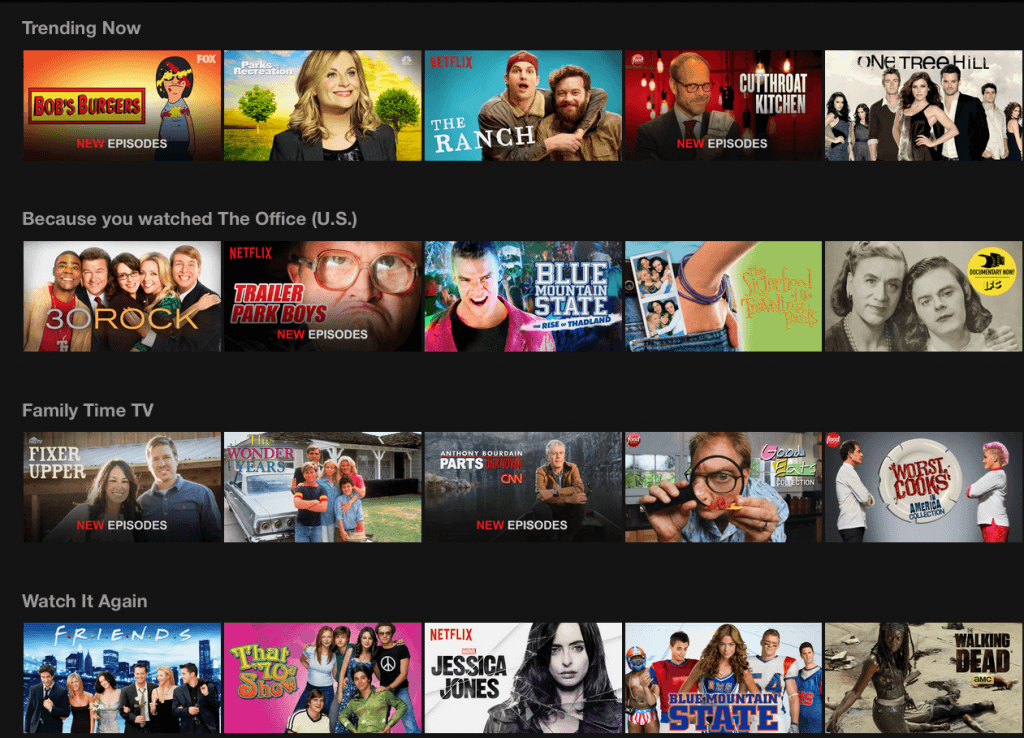 Trending Now
FOX
BOB'S BURGERS
NEW EPISODES
Parks and
Recreation
NETFLIX
THE
RANCH
food
CUTTHROAT
KITCHEN
NEW EPISODES
ONE TREE HILL
Because you watched The Office (U.S.)
30 ROCK
NETFLIX
TRAILER
PARK BOYS
NEW EPISODES
BLUE
MOUNTAIN
STATE
THE RISE OF THADLAND
The
Sisterhood
of the
Traveling
Pants
DOCUMENTARY NOW!
IFC
Family Time TV
HGTV
FIXER
UPPER
NEW EPISODES
The
WONDER
YEARS
ANTHONY BOURDAIN
PARTS UNKNOWN
CNN
NEW EPISODES
food
Good
Eats
COLLECTION
food
WORST
COOKS
IN
AMERICA
COLLECTION
Watch It Again
F·R·I·E·N·D·S
That
'70s
Show
NETFLIX
MARVEL
JESSICA
JONES
54
BLUE MOUNTAIN
STATE
THE
WALKING
DEAD
amc